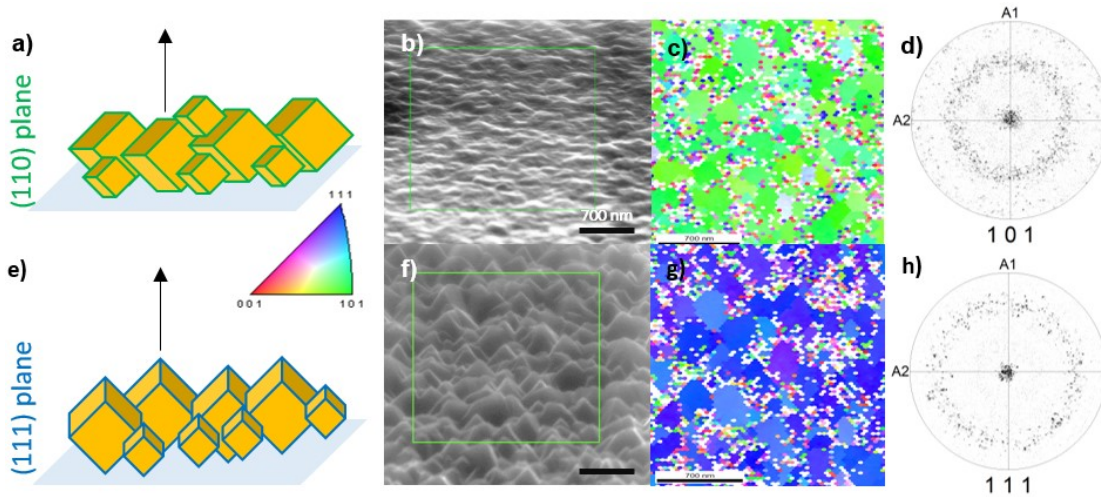 a)
(110) plane
b)
700 nm
c)
700 nm
d)
A1
A2
1 0 1
1 1 1
0 0 1
1 0 1
e)
(111) plane
f)
g)
700 nm
h)
A1
A2
1 1 1